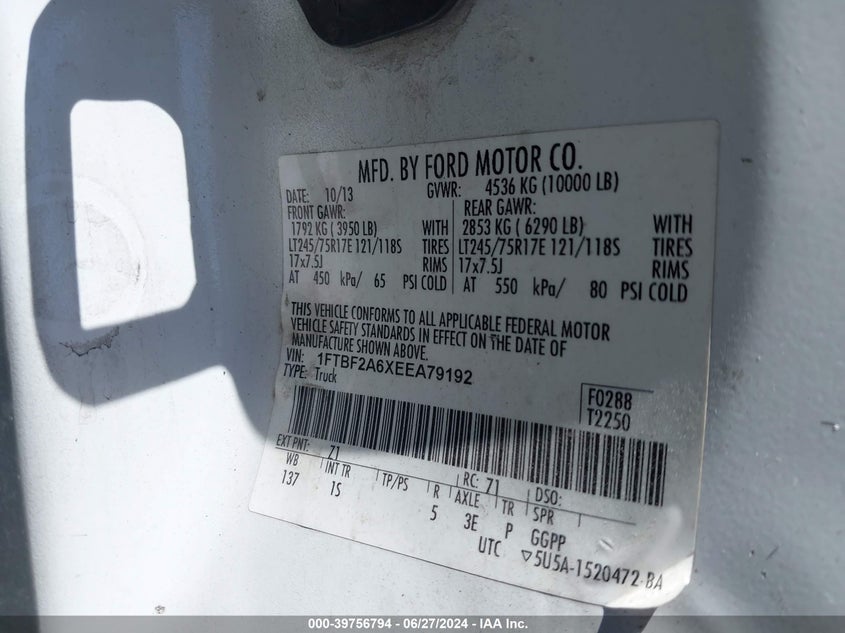 MFD. BY FORD MOTOR CO.
DATE: 10/13 GVWR: 4536 KG (10000 LB)
FRONT GAWR: REAR GAWR:
1792 KG ( 3950 LB) WITH 2853 KG ( 6290 LB) WITH
LT245/75R17E 121/118S TIRES LT245/75R17E 121/118S TIRES
17x7.5J RIMS 17x7.5J RIMS
AT 450 kPa/ 65 PSI COLD AT 550 kPa/ 80 PSI COLD
THIS VEHICLE CONFORMS TO ALL APPLICABLE FEDERAL MOTOR
VEHICLE SAFETY STANDARDS IN EFFECT ON THE DATE OF
MANUFACTURE SHOWN ABOVE.
VIN: 1FTBF2A6XEEA79192
TYPE: Truck
F0288
T2250
EXT PNT: 71 RC: 71 DSO:
WB INT TR TP/PS R AXLE TR SPR
137 1S 5 3E P GGPP
UTC ▽5U5A-1520472-BA
000-39756794 - 06/27/2024 - IAA Inc.